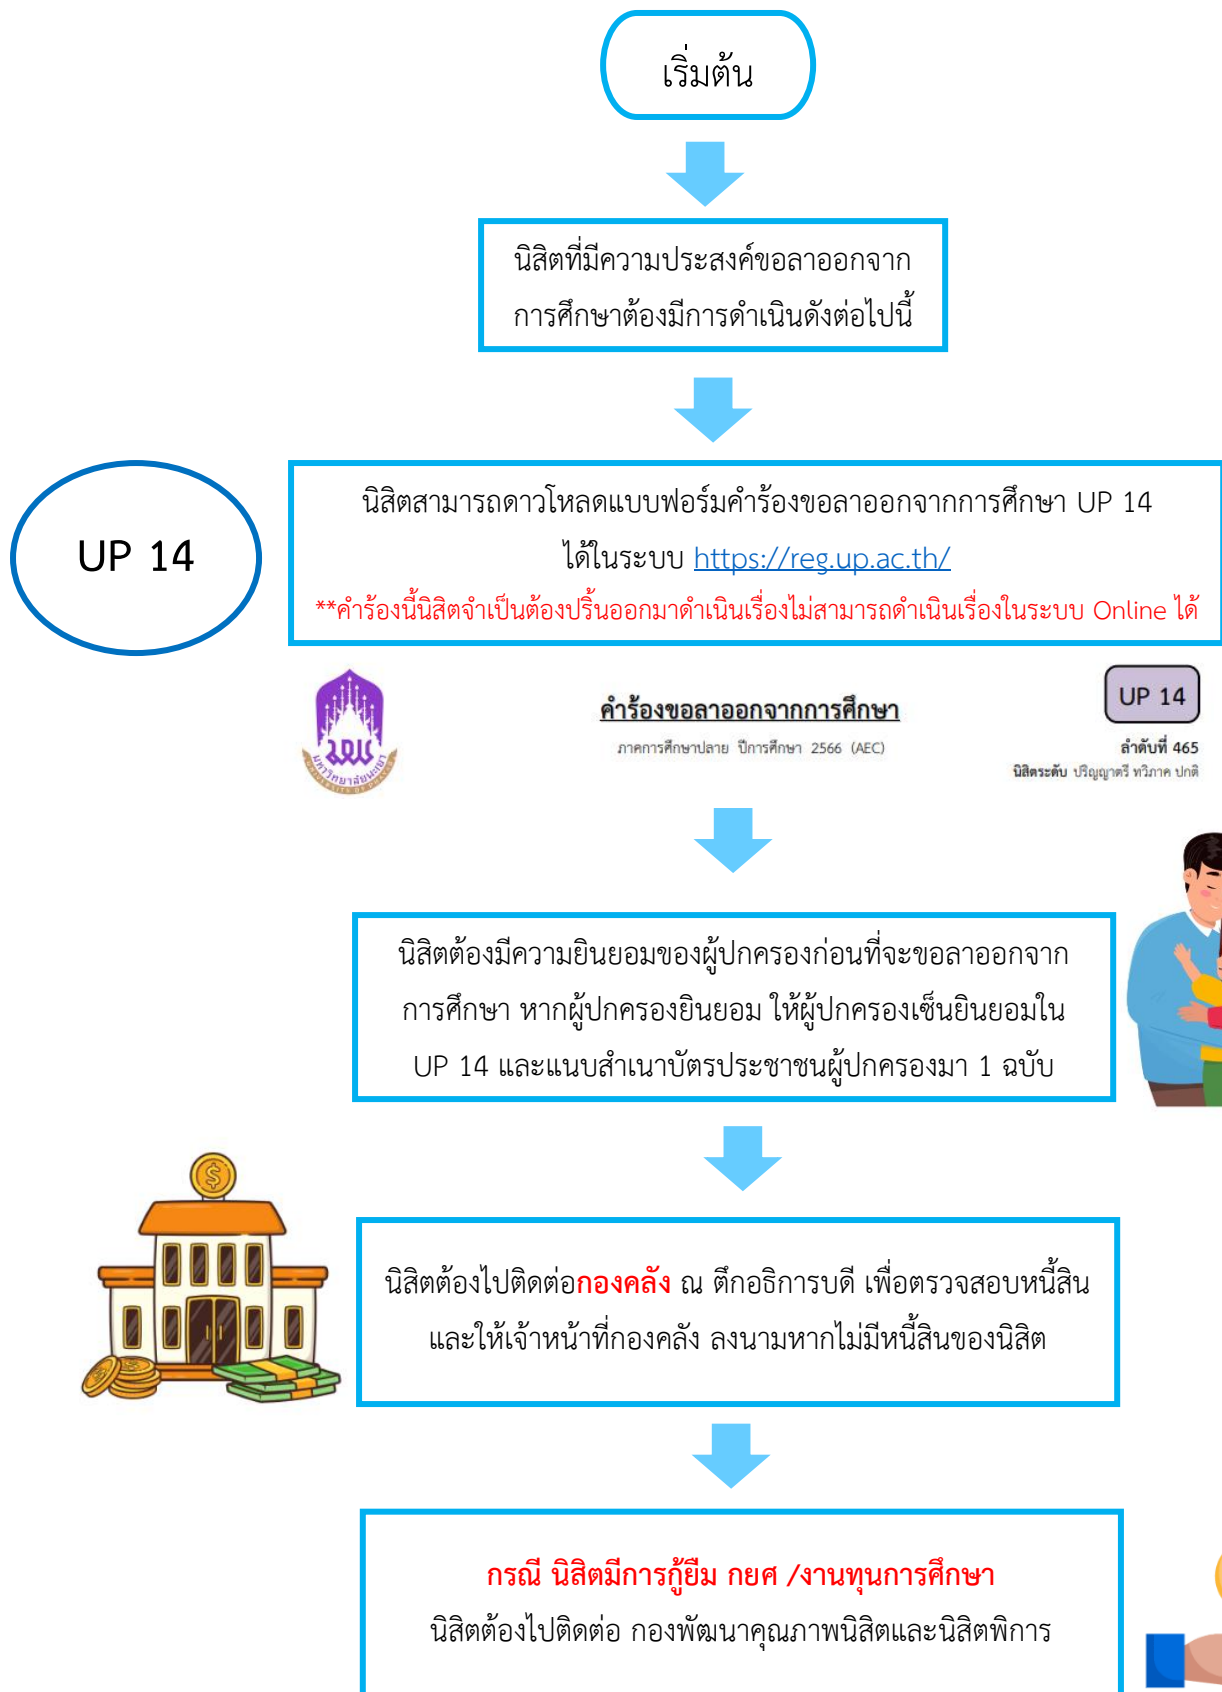 เริ่มต้น
นิสิตที่มีความประสงค์ขอลาออกจาก
การศึกษาต้องมีการดำเนินดังต่อไปนี้
UP 14
นิสิตสามารถดาวโหลดแบบฟอร์มคำร้องขอลาออกจากการศึกษา UP 14
ได้ในระบบ https://reg.up.ac.th/
**คำร้องนี้นิสิตจำเป็นต้องปริ้นออกมาดำเนินเรื่องไม่สามารถดำเนินเรื่องในระบบ Online ได้
มหาวิทยาลัยพะเยา
UNIVERSITY OF PHAYAO
คำร้องขอลาออกจากการศึกษา
ภาคการศึกษาปลาย ปีการศึกษา 2566 (AEC)
UP 14
ลำดับที่ 465
นิสิตระดับ ปริญญาตรี ทวิภาค ปกติ
นิสิตต้องมีความยินยอมของผู้ปกครองก่อนที่จะขอลาออกจาก
การศึกษา หากผู้ปกครองยินยอม ให้ผู้ปกครองเซ็นยินยอมใน
UP 14 และแนบสำเนาบัตรประชาชนผู้ปกครองมา 1 ฉบับ
นิสิตต้องไปติดต่อกองคลัง ณ ตึกอธิการบดี เพื่อตรวจสอบหนี้สิน
และให้เจ้าหน้าที่กองคลัง ลงนามหากไม่มีหนี้สินของนิสิต
กรณี นิสิตมีการกู้ยืม กยศ /งานทุนการศึกษา
นิสิตต้องไปติดต่อ กองพัฒนาคุณภาพนิสิตและนิสิตพิการ